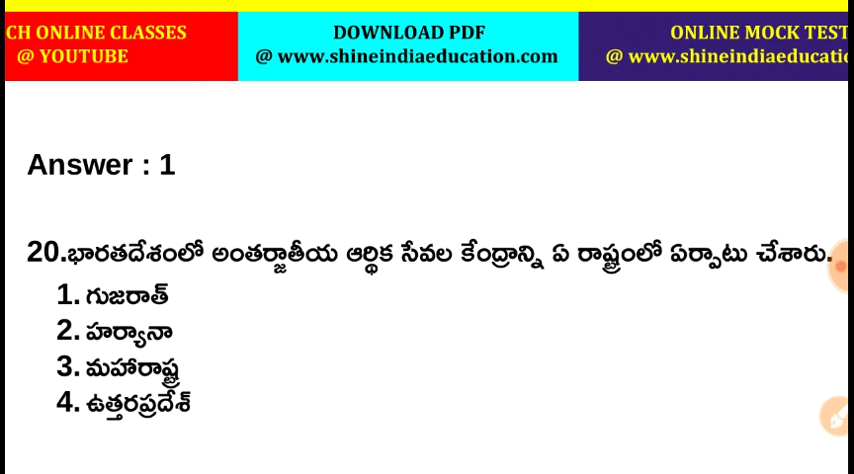 CH ONLINE CLASSES
@ YOUTUBE
DOWNLOAD PDF
@ www.shineindiaeducation.com
ONLINE MOCK TEST
@ www.shineindiaeducatio
Answer : 1
20.భారతదేశంలో అంతర్జాతీయ ఆర్థిక సేవల కేంద్రాన్ని ఏ రాష్ట్రంలో ఏర్పాటు చేశారు.
1. గుజరాత్
2. హర్యానా
3. మహారాష్ట్ర
4. ఉత్తరప్రదేశ్